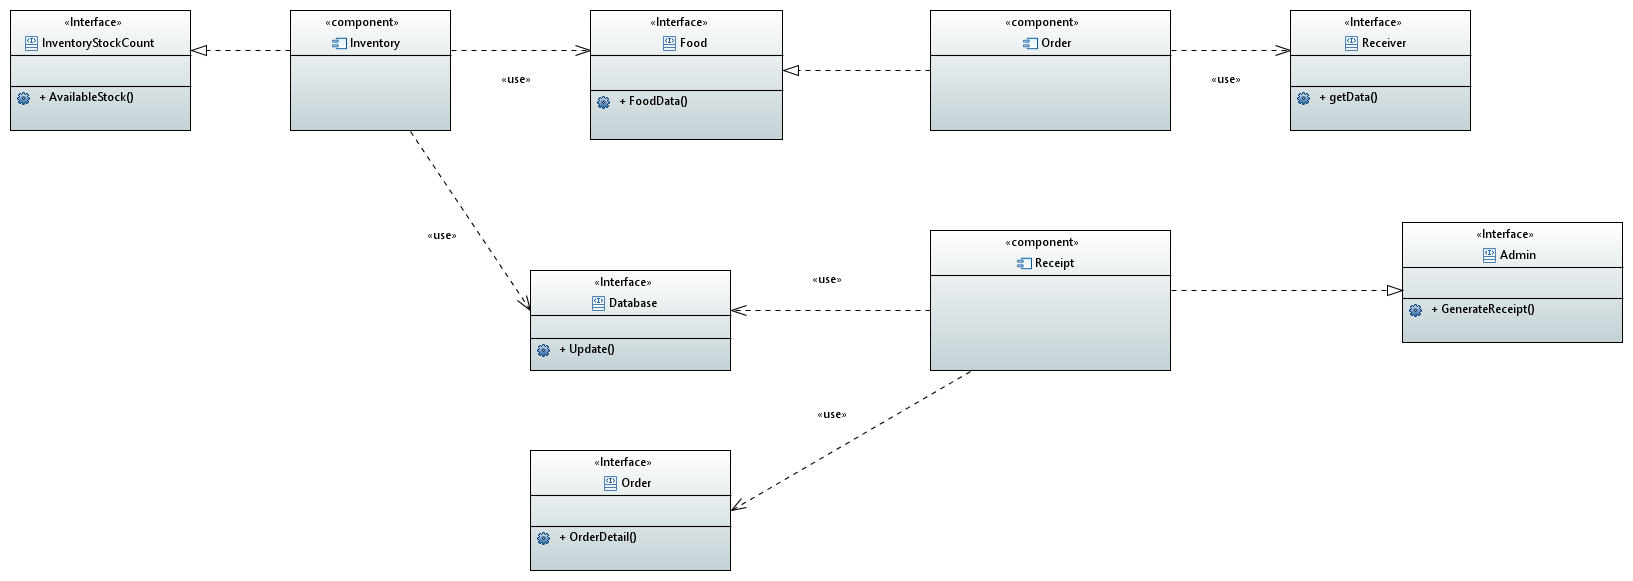 «Interface»
InventoryStockCount
+ AvailableStock()
«component»
Inventory
«use»
«Interface»
Food
+ FoodData()
«component»
Order
«use»
«Interface»
Receiver
+ getData()
«use»
«Interface»
Database
+ Update()
«use»
«component»
Receipt
«Interface»
Admin
+ GenerateReceipt()
«use»
«Interface»
Order
+ OrderDetail()